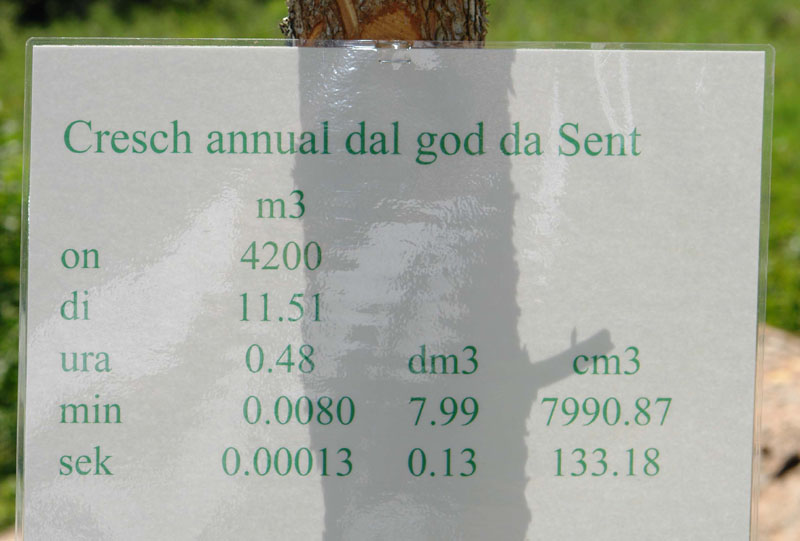 Cresch annual dal god da Sent
m3
on 4200
di 11.51
ura 0.48 dm3 cm3
min 0.0080 7.99 7990.87
sek 0.00013 0.13 133.18